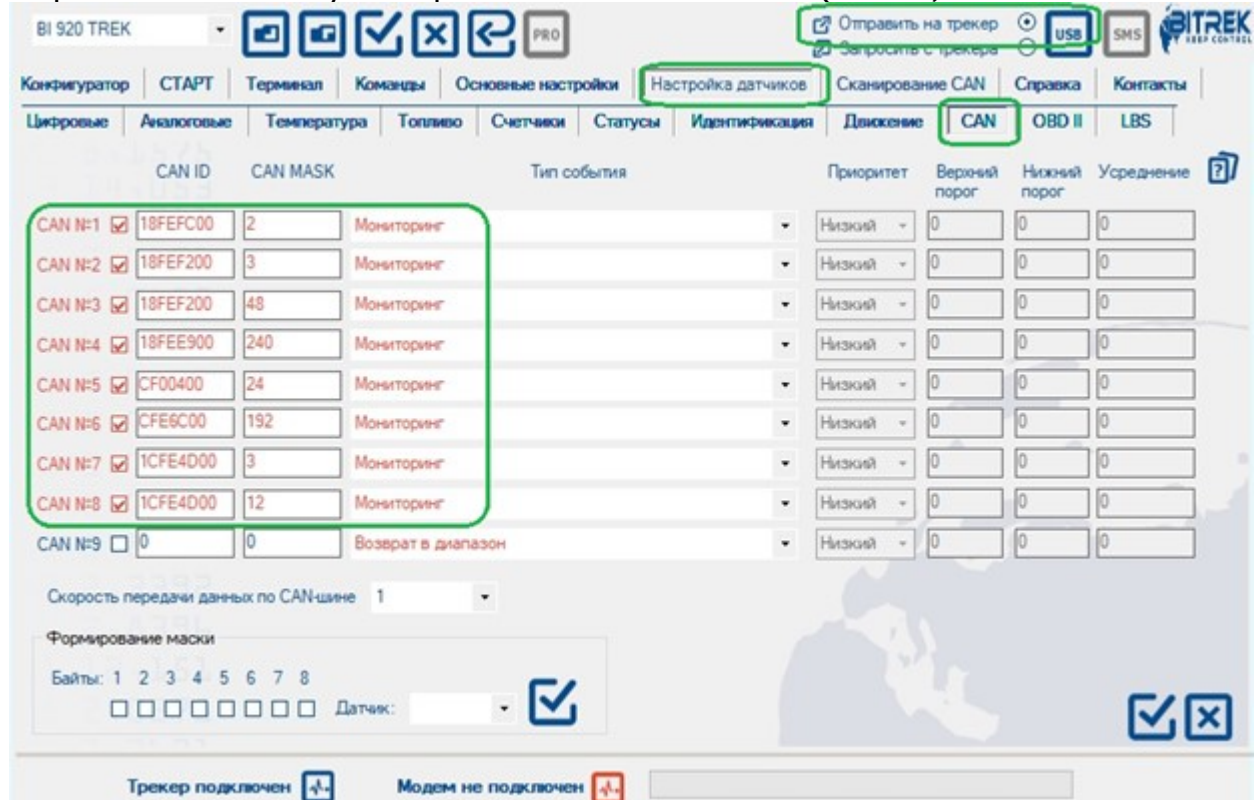 BI 920 TREK PRO Отправить на трекер USB SMS BITREK
Запросить с трекера KEEP CONTROL
Конфигуратор СТАРТ Терминал Команды Основные настройки Настройка датчиков Сканирование CAN Справка Контакты
Цифровые Аналоговые Температура Топливо Счетчики Статусы Идентификация Движение CAN OBD II LBS
CAN ID CAN MASK Тип события Приоритет Верхний порог Нижний порог Усреднение
CAN №1 18FEFC00 2 Мониторинг Низкий 0 0 0
CAN №2 18FEF200 3 Мониторинг Низкий 0 0 0
CAN №3 18FEF200 48 Мониторинг Низкий 0 0 0
CAN №4 18FEE900 240 Мониторинг Низкий 0 0 0
CAN №5 CF00400 24 Мониторинг Низкий 0 0 0
CAN №6 CFE6C00 192 Мониторинг Низкий 0 0 0
CAN №7 1CFE4D00 3 Мониторинг Низкий 0 0 0
CAN №8 1CFE4D00 12 Мониторинг Низкий 0 0 0
CAN №9 0 0 Возврат в диапазон Низкий 0 0 0
Скорость передачи данных по CAN-шине 1
Формирование маски
Байты: 1 2 3 4 5 6 7 8
Датчик:
Трекер подключен Модем не подключен